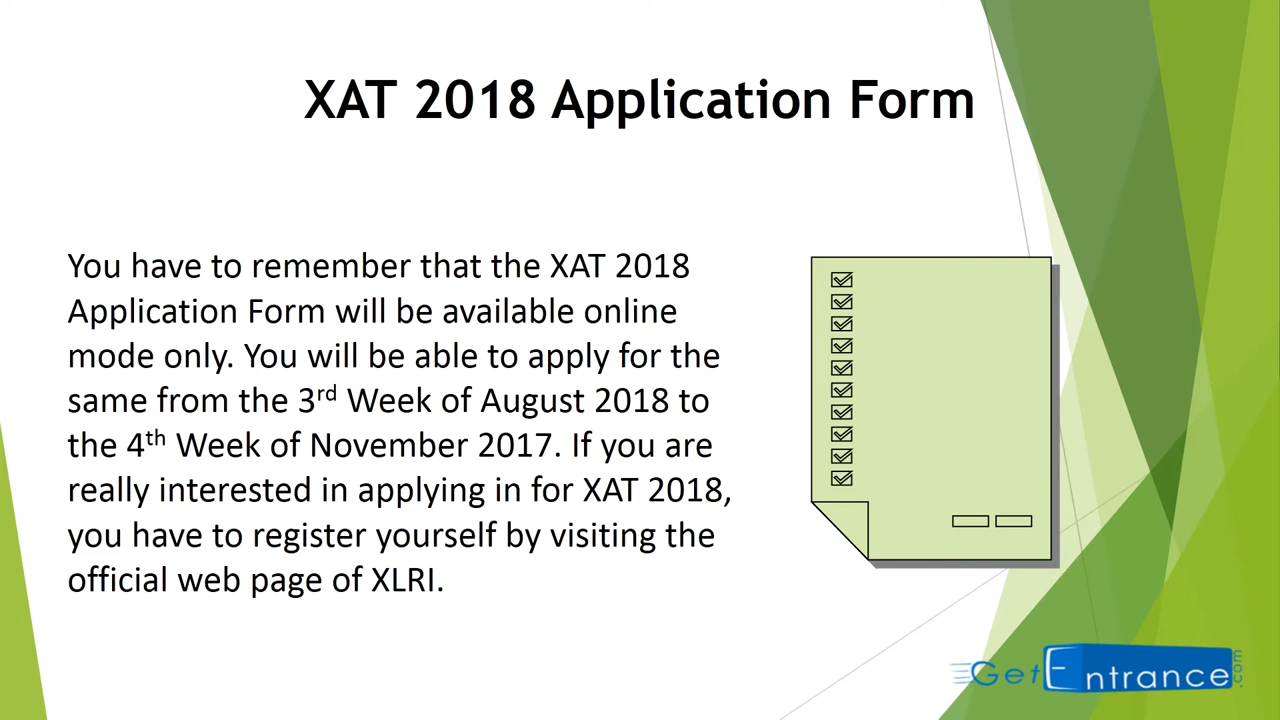 XAT 2018 Application Form
You have to remember that the XAT 2018
Application Form will be available online
mode only. You will be able to apply for the
same from the 3rd Week of August 2018 to
the 4th Week of November 2017. If you are
really interested in applying in for XAT 2018,
you have to register yourself by visiting the
official web page of XLRI.
GetEntrance.com